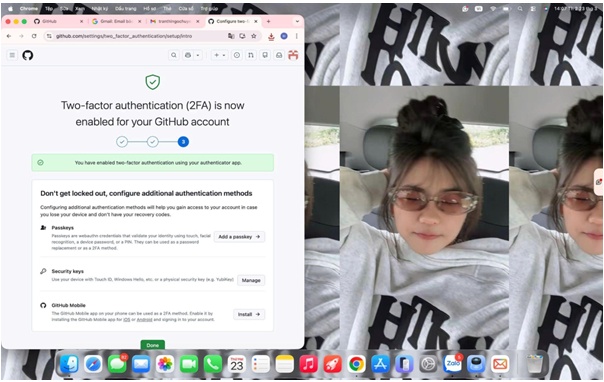 Chrome Tệp Sửa Xem Nhật ký Dấu trang Hồ sơ Thẻ Cửa sổ Trợ giúp
GitHub
Gmail: Email
Configure two-f
github.com/settings/two_factor_authentication/setup/intro
Two-factor authentication (2FA) is now
enabled for your GitHub account
3
You have enabled two-factor authentication using your authenticator app.
Don't get locked out, configure additional authentication methods
Configuring additional authentication methods will help you gain access to your account in case
you lose your device and don't have your recovery codes.
Passkeys
Passkeys are webauthn credentials that validate your identity using touch, facial
recognition, a device password, or a PIN. They can be used as a password
replacement or as a 2FA method.
Add a passkey →
Security keys
Use your device with Touch ID, Windows Hello, etc. or a physical security key (e.g. YubiKey)
Manage
GitHub Mobile
The GitHub Mobile app on your phone can be used as a 2FA method. Enable it by
installing the GitHub Mobile app for iOS or Android and signing in to your account.
Install →
Done
23
Zalo